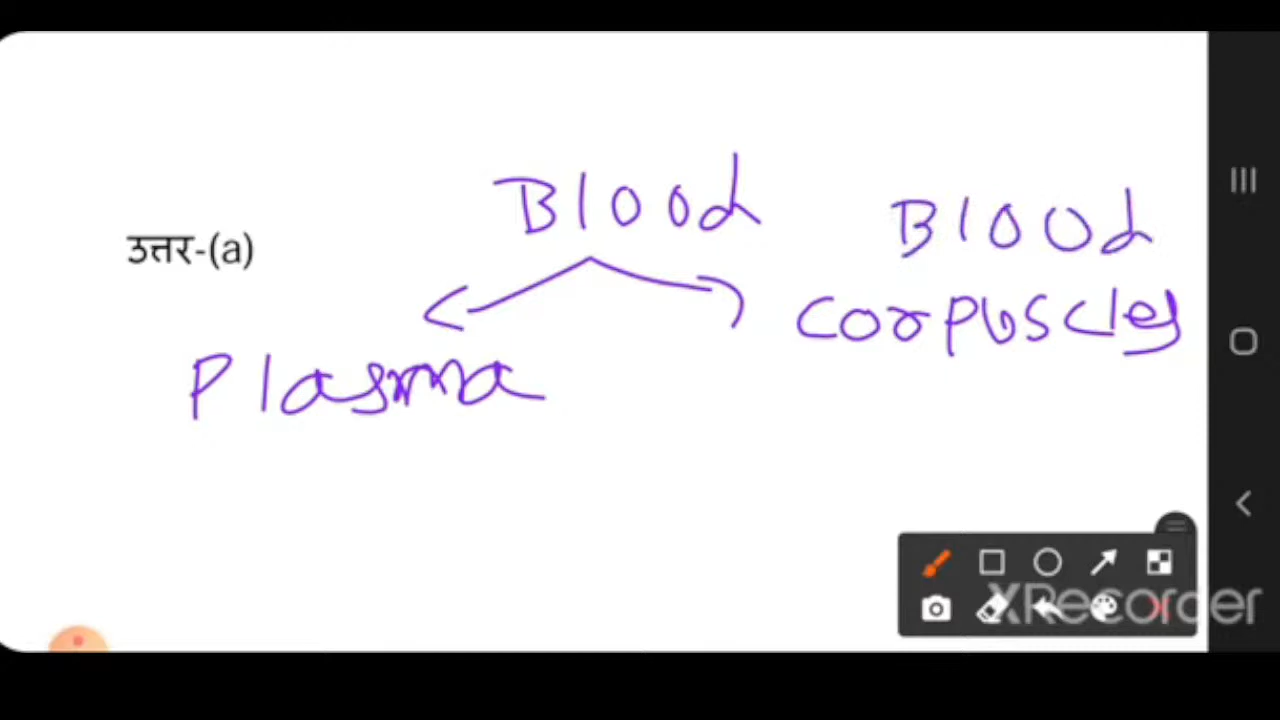 Blood
Blood
corpuscles
उत्तर-(a)
Plasma
XRecorder